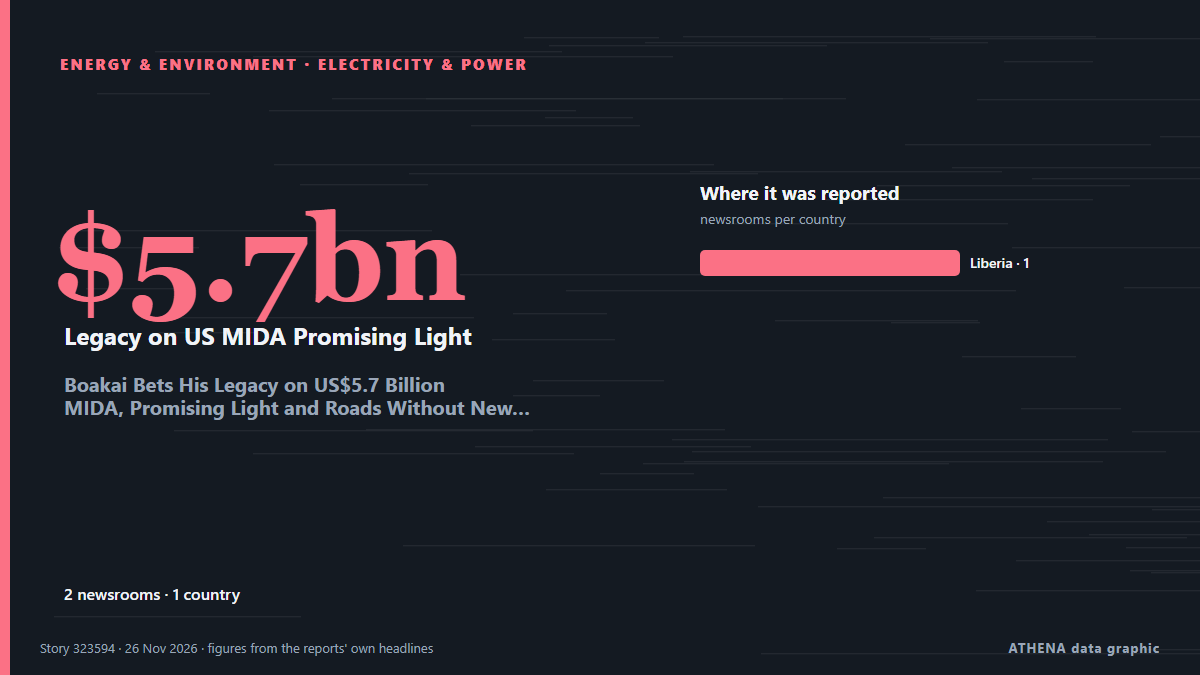 ENERGY & ENVIRONMENT · ELECTRICITY & POWER
$5.7bn
Legacy on US MIDA Promising Light
Boakai Bets His Legacy on US$5.7 Billion
MIDA, Promising Light and Roads Without New…
Where it was reported
newsrooms per country
Liberia · 1
2 newsrooms · 1 country
Story 323594 · 26 Nov 2026 · figures from the reports' own headlines
ATHENA data graphic